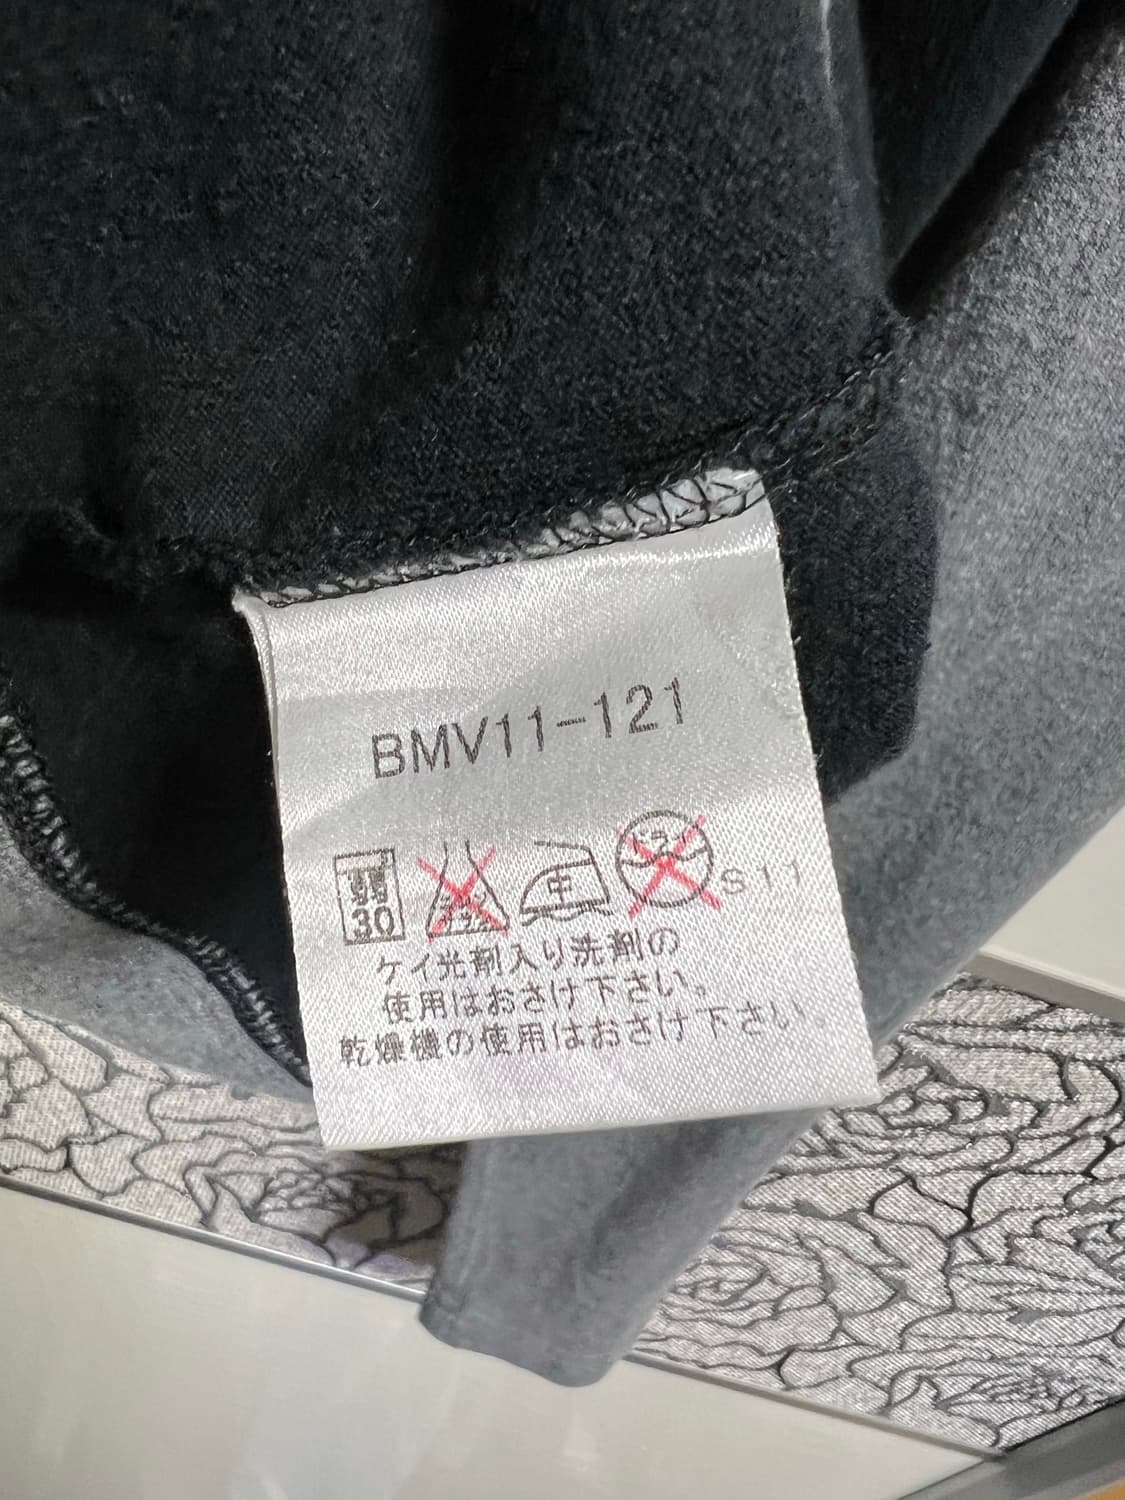 BMV11-121
弱
30
中
S11
ケイ光剤入り洗剤の
使用はおさけ下さい。
乾燥機の使用はおさけ下さい。